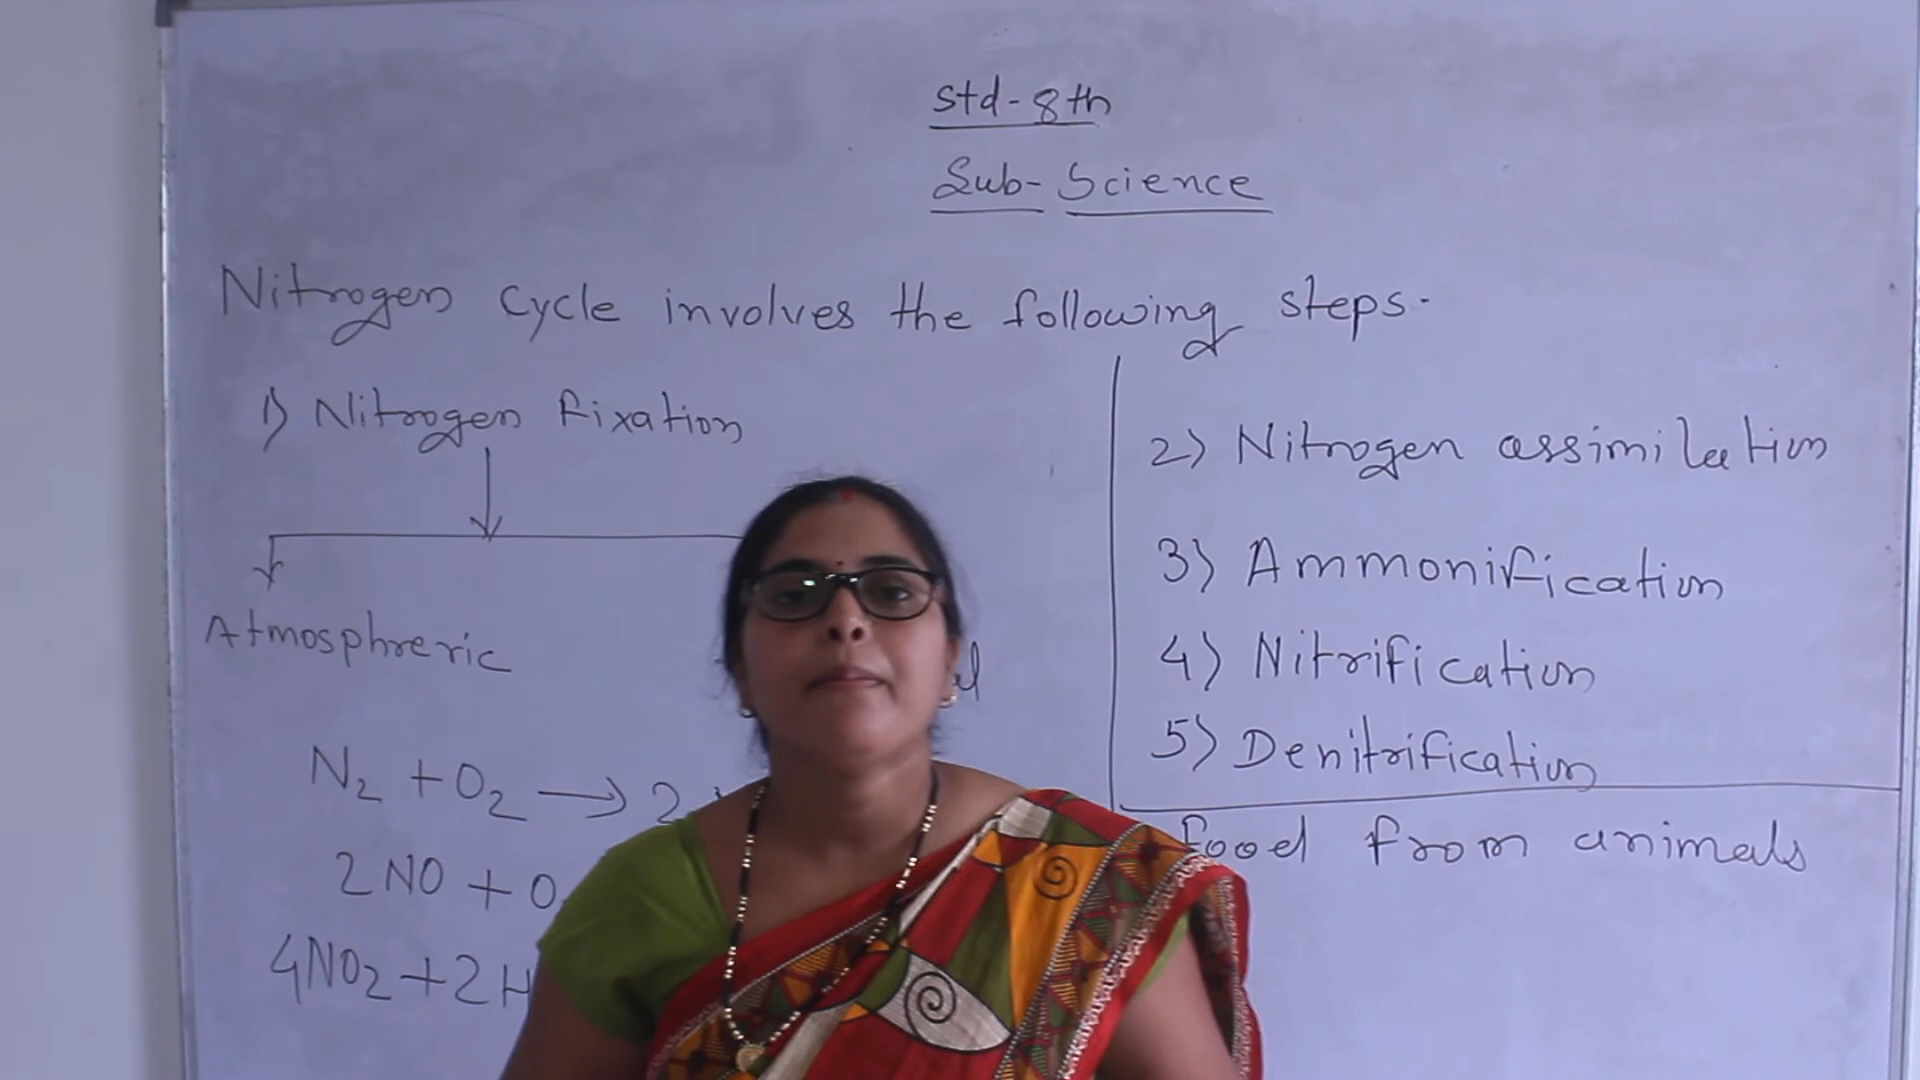 Std-8th
Sub- Science
Nitrogen cycle involves the following steps.
1) Nitrogen fixation
Atmosphreric
N2 + O2 → 2
2NO + O
4NO2 + 2H
2) Nitrogen assimilation
3) Ammonification
4) Nitrification
5) Denitrification
Food from animals